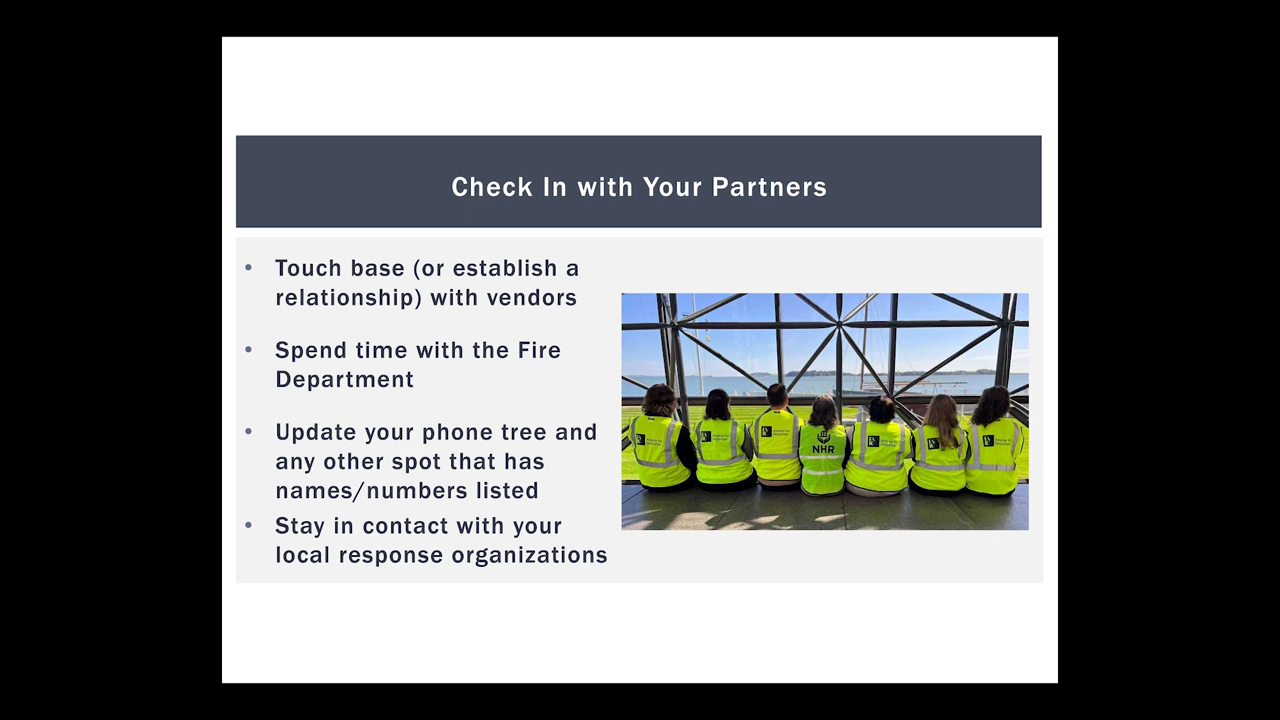 Check In with Your Partners
• Touch base (or establish a
relationship) with vendors
• Spend time with the Fire
Department
• Update your phone tree and
any other spot that has
names/numbers listed
• Stay in contact with your
local response organizations
NHR